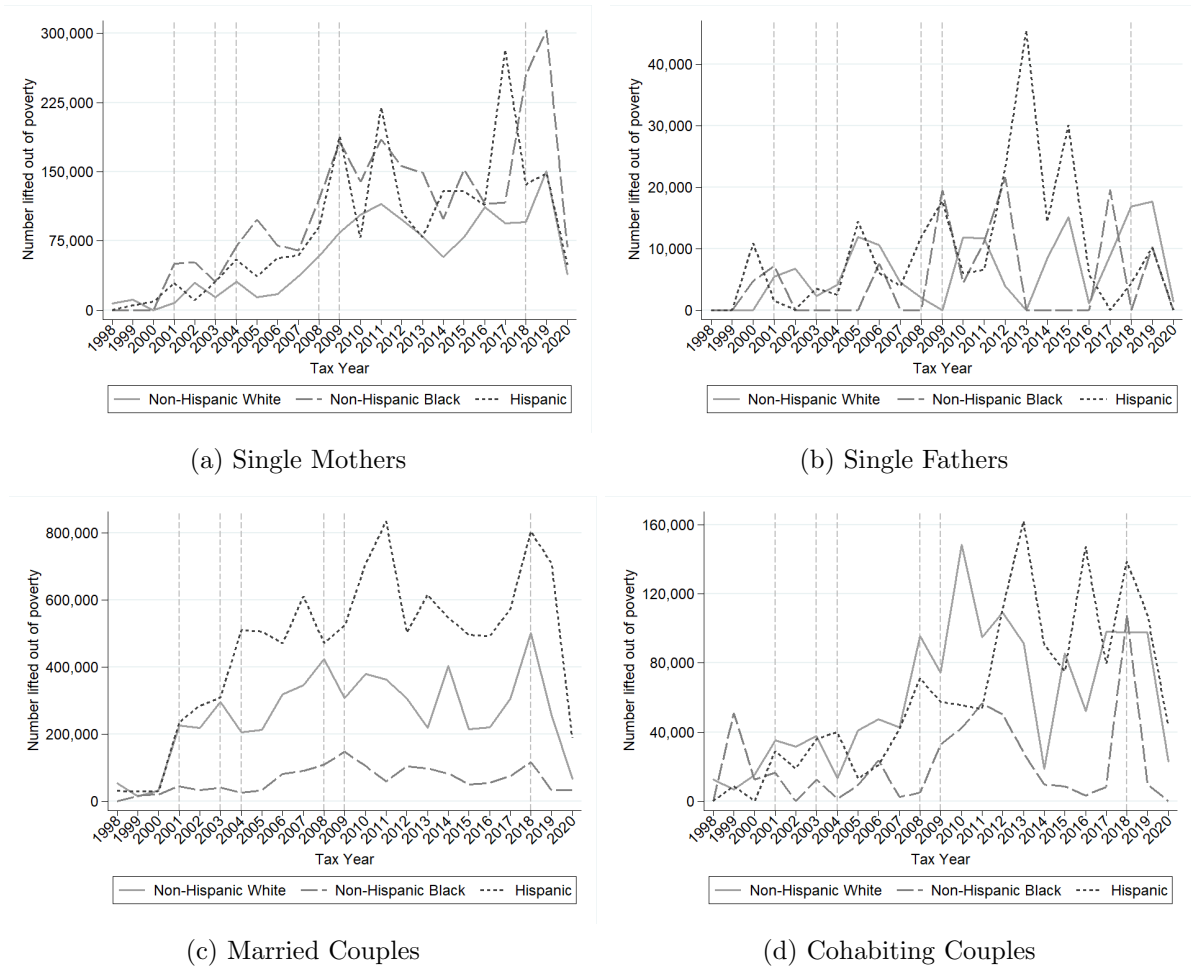 Number lifted out of poverty
300,000
225,000
150,000
75,000
0
1998 1999 2000 2001 2002 2003 2004 2005 2006 2007 2008 2009 2010 2011 2012 2013 2014 2015 2016 2017 2018 2019 2020
Tax Year
Non-Hispanic White Non-Hispanic Black Hispanic
(a) Single Mothers
Number lifted out of poverty
40,000
30,000
20,000
10,000
0
1998 1999 2000 2001 2002 2003 2004 2005 2006 2007 2008 2009 2010 2011 2012 2013 2014 2015 2016 2017 2018 2019 2020
Tax Year
Non-Hispanic White Non-Hispanic Black Hispanic
(b) Single Fathers
Number lifted out of poverty
800,000
600,000
400,000
200,000
0
1998 1999 2000 2001 2002 2003 2004 2005 2006 2007 2008 2009 2010 2011 2012 2013 2014 2015 2016 2017 2018 2019 2020
Tax Year
Non-Hispanic White Non-Hispanic Black Hispanic
(c) Married Couples
Number lifted out of poverty
160,000
120,000
80,000
40,000
0
1998 1999 2000 2001 2002 2003 2004 2005 2006 2007 2008 2009 2010 2011 2012 2013 2014 2015 2016 2017 2018 2019 2020
Tax Year
Non-Hispanic White Non-Hispanic Black Hispanic
(d) Cohabiting Couples